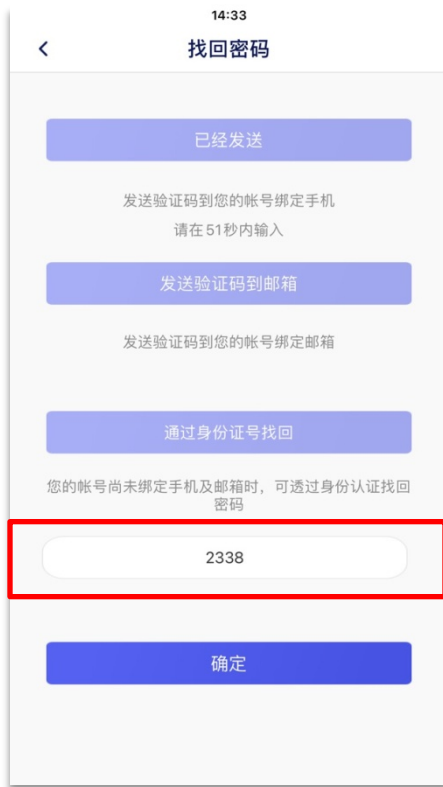 14:33
找回密码
已经发送
发送验证码到您的帐号绑定手机
请在51秒内输入
发送验证码到邮箱
发送验证码到您的帐号绑定邮箱
通过身份证号找回
您的帐号尚未绑定手机及邮箱时，可透过身份认证找回
密码
2338
确定